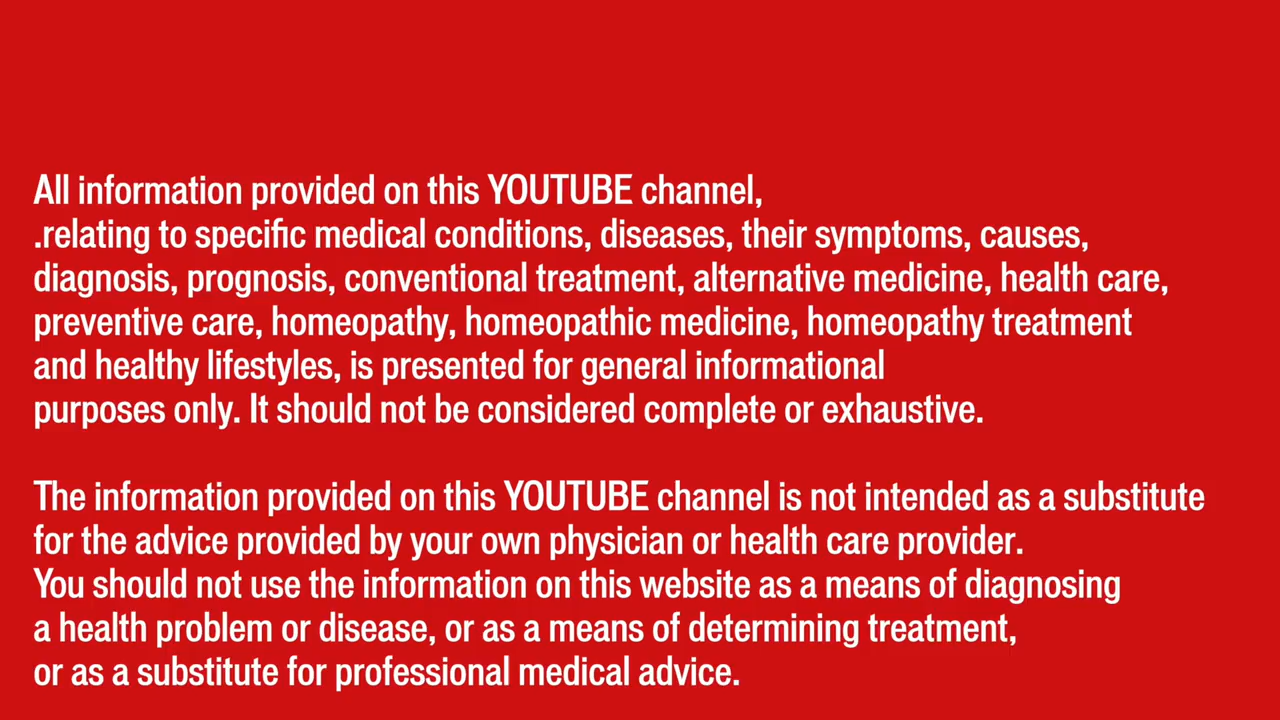 All information provided on this YOUTUBE channel,
.relating to specific medical conditions, diseases, their symptoms, causes,
diagnosis, prognosis, conventional treatment, alternative medicine, health care,
preventive care, homeopathy, homeopathic medicine, homeopathy treatment
and healthy lifestyles, is presented for general informational
purposes only. It should not be considered complete or exhaustive.
The information provided on this YOUTUBE channel is not intended as a substitute
for the advice provided by your own physician or health care provider.
You should not use the information on this website as a means of diagnosing
a health problem or disease, or as a means of determining treatment,
or as a substitute for professional medical advice.